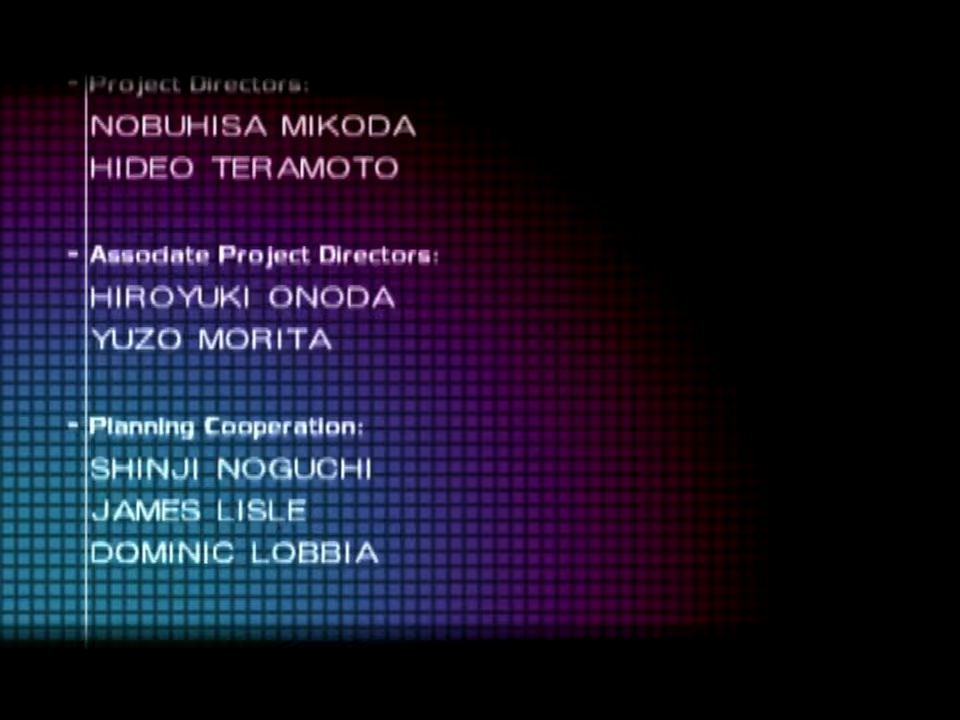 - Project Directors:
NOBUHISA MIKODA
HIDEO TERAMOTO
- Associate Project Directors:
HIROYUKI ONODA
YUZO MORITA
- Planning Cooperation:
SHINJI NOGUCHI
JAMES LISLE
DOMINIC LOBBIA